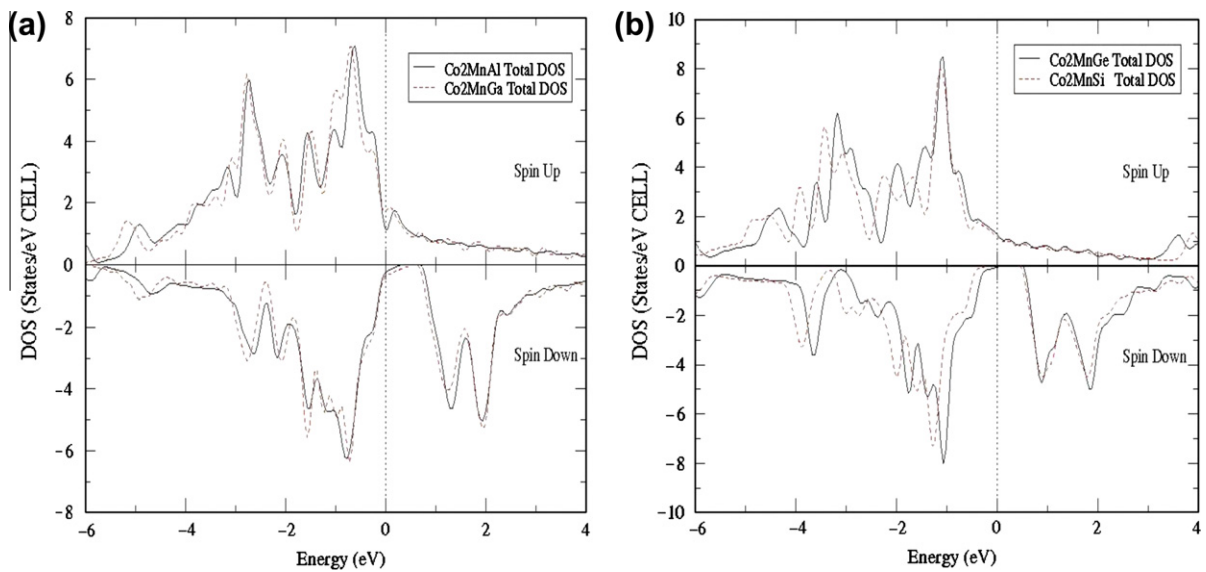 (a)
8
6
4
2
0
−2
−4
−6
8
DOS (States/eV CELL)
Co2MnAl Total DOS
Co2MnGa Total DOS
Spin Up
Spin Down
−6
−4
−2
0
2
4
Energy (eV)
(b)
10
8
6
4
2
0
−2
−4
−6
−8
−10
DOS (States/eV CELL)
Co2MnGe Total DOS
Co2MnSi Total DOS
Spin Up
Spin Down
−6
−4
−2
0
2
4
Energy (eV)